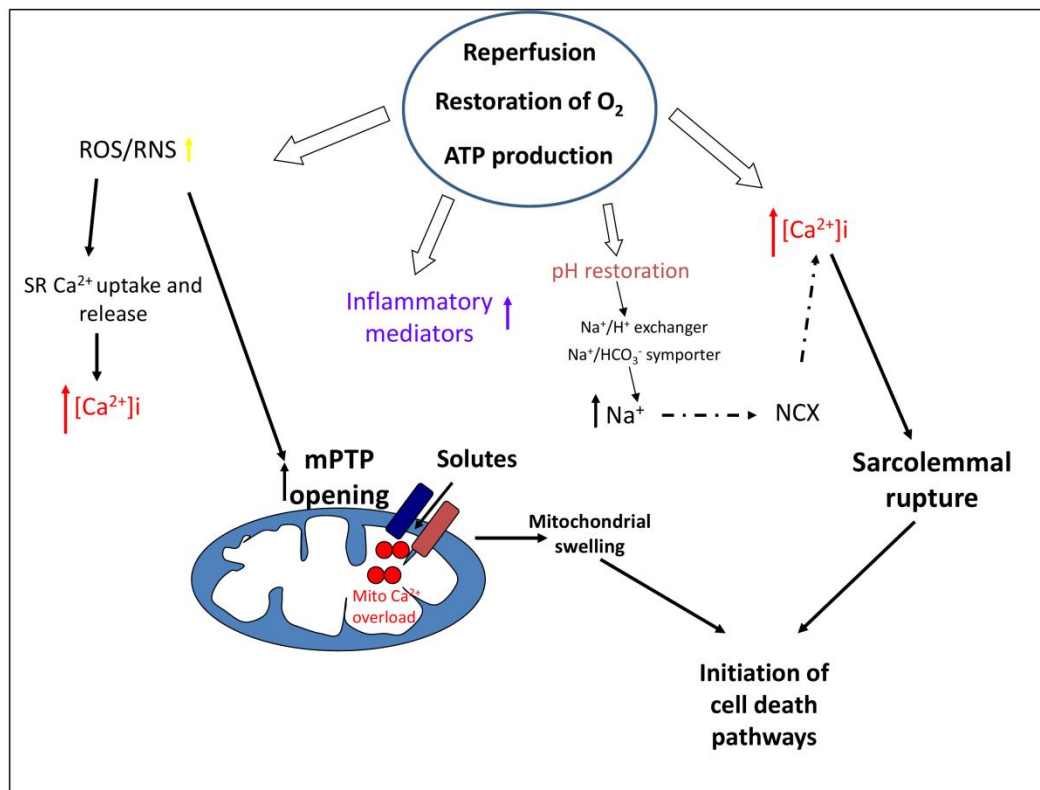 Reperfusion
Restoration of O₂
ATP production
ROS/RNS
SR Ca²⁺ uptake and
release
[Ca²⁺]i
Inflammatory
mediators
pH restoration
Na⁺/H⁺ exchanger
Na⁺/HCO₃⁻ symporter
Na⁺
NCX
[Ca²⁺]i
Sarcolemmal
rupture
mPTP
opening
Solutes
Mito Ca²⁺
overload
Mitochondrial
swelling
Initiation of
cell death
pathways